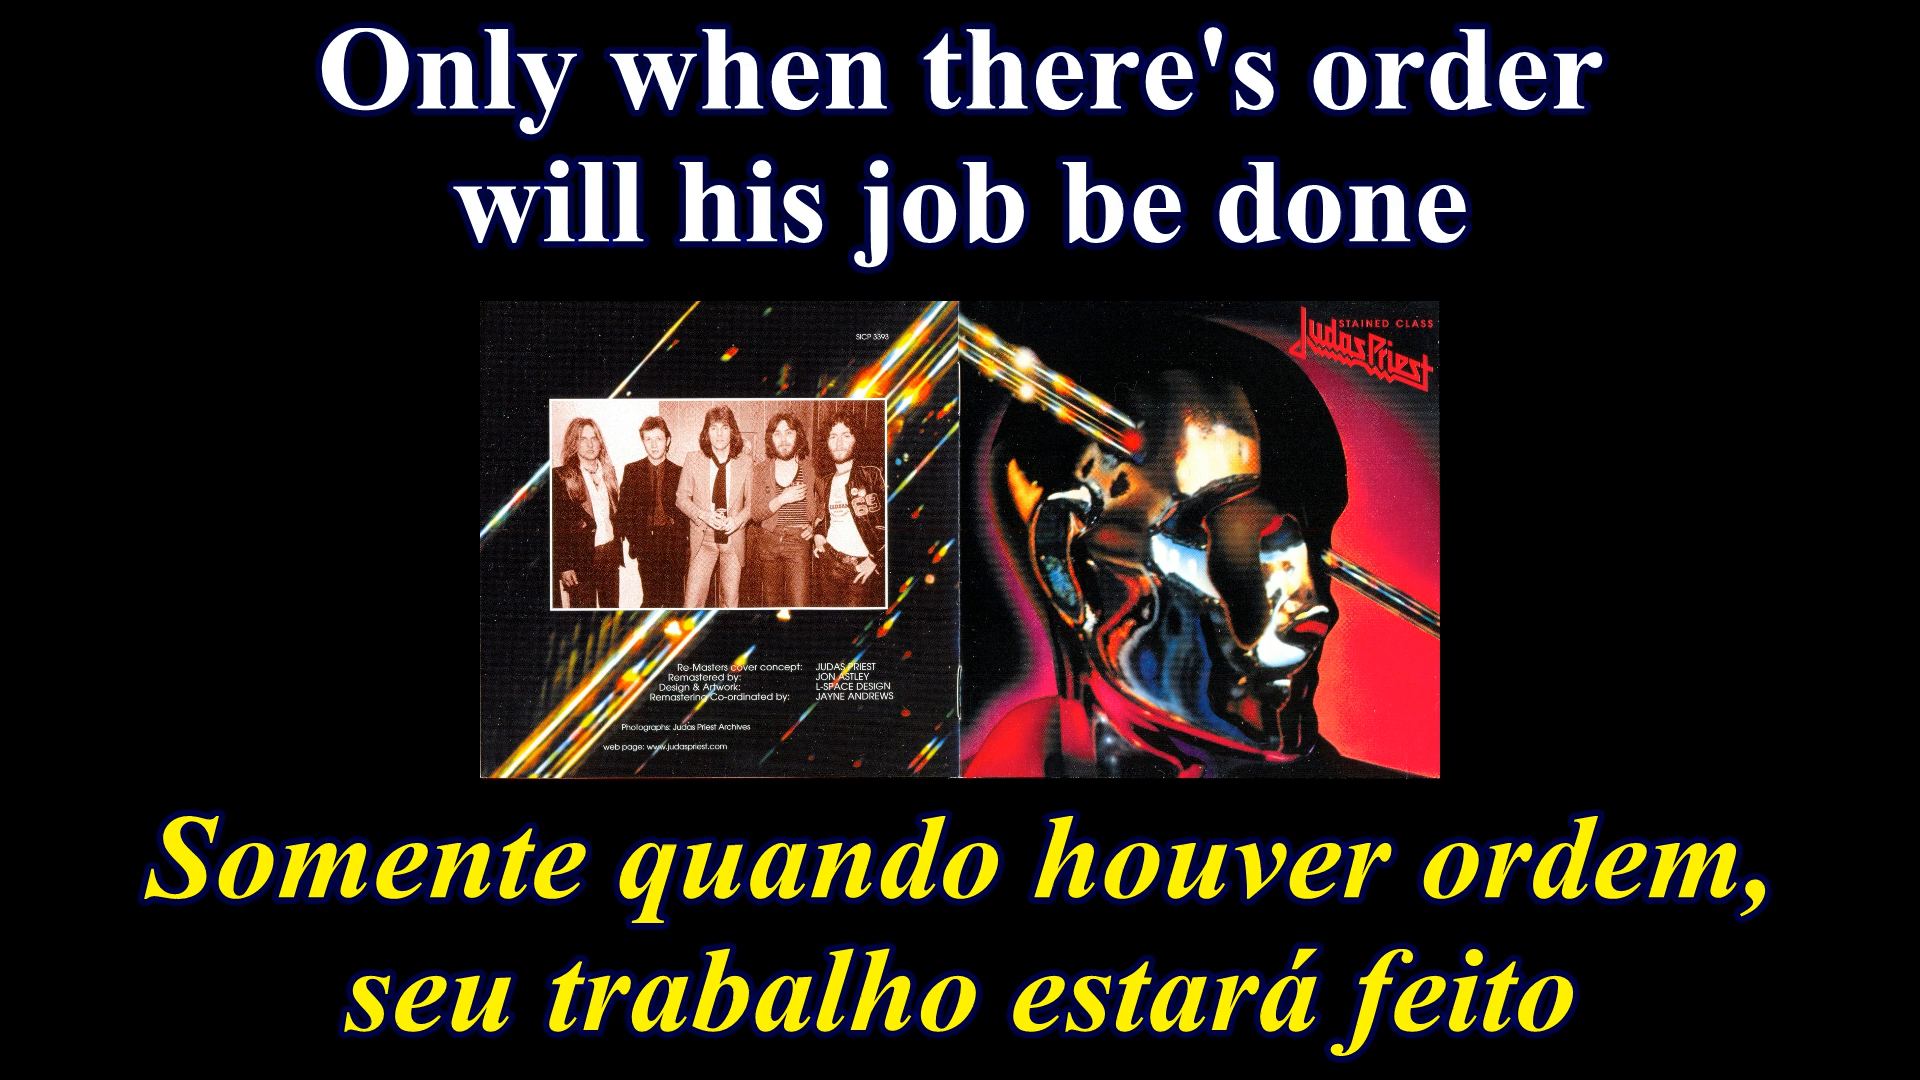 Only when there's order
will his job be done
SICP 3393
STAINED CLASS
Judas Priest
Re-Masters cover concept: JUDAS PRIEST
Remastered by: JON ASTLEY
Design & Artwork: L-SPACE DESIGN
Remastering Co-ordinated by: JAYNE ANDREWS
Photographs: Judas Priest Archives
web page: www.judaspriest.com
Somente quando houver ordem,
seu trabalho estará feito